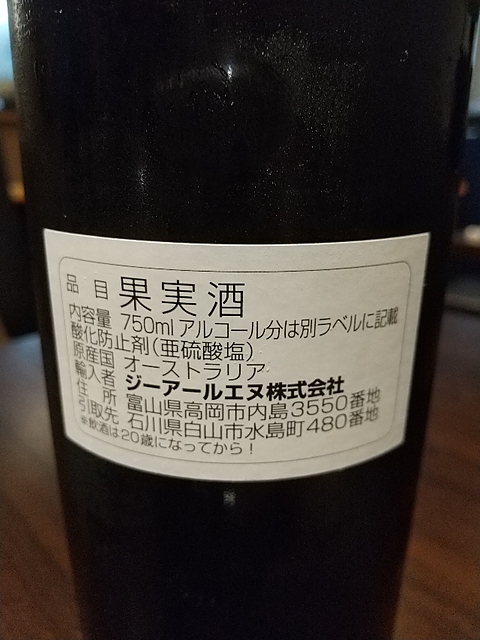 品目 果実酒
内容量 750ml アルコール分は別ラベルに記載
酸化防止剤(亜硫酸塩)
原産国 オーストラリア
輸入者 ジーアールエヌ株式会社
住所 富山県高岡市内島3550番地
引取先 石川県白山市水島町480番地
※飲酒は20歳になってから!